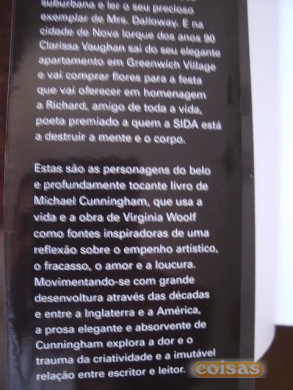 suburbana e ler o seu precioso
exemplar de Mrs. Dalloway. E na
cidade de Nova Iorque dos anos 90
Clarissa Vaughan sai do seu elegante
apartamento em Greenwich Village
e vai comprar flores para a festa
que vai oferecer em homenagem
a Richard, amigo de toda a vida,
poeta premiado a quem a SIDA está
a destruir a mente e o corpo.
Estas são as personagens do belo
e profundamente tocante livro de
Michael Cunningham, que usa a
vida e a obra de Virginia Woolf
como fontes inspiradoras de uma
reflexão sobre o empenho artístico,
o fracasso, o amor e a loucura.
Movimentando-se com grande
desenvoltura através das décadas
e entre a Inglaterra e a América,
a prosa elegante e absorvente de
Cunningham explora a dor e o
trauma da criatividade e a imutável
relação entre escritor e leitor.
coisas